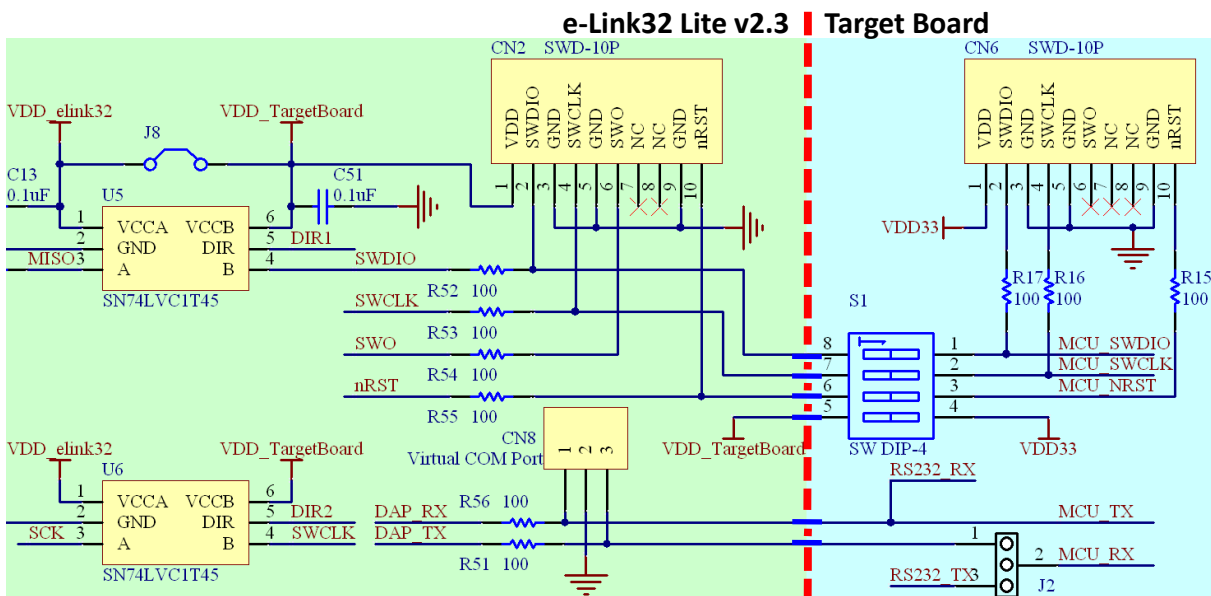 e-Link32 Lite v2.3
Target Board
CN2 SWD-10P
VDD
SWDIO
GND
SWCLK
GND
SWO
NC
NC
GND
nRST
1
2
3
4
5
6
7
8
9
10
CN6 SWD-10P
VDD
SWDIO
GND
SWCLK
GND
SWO
NC
NC
GND
nRST
1
2
3
4
5
6
7
8
9
10
VDD_elink32
VDD_TargetBoard
J8
C13
0.1uF
C51
0.1uF
U5
1 VCCA VCCB 6
2 GND DIR 5 DIR1
MISO 3 A B 4 SWDIO
SN74LVC1T45
R52 100
SWCLK
R53 100
SWO
R54 100
nRST
R55 100
VDD33
R17
100
R16
100
R15
100
S1
8 1 MCU_SWDIO
7 2 MCU_SWCLK
6 3 MCU_NRST
5 4
VDD_TargetBoard
SW DIP-4
VDD33
VDD_elink32
VDD_TargetBoard
U6
1 VCCA VCCB 6
2 GND DIR 5 DIR2
SCK 3 A B 4 SWCLK
SN74LVC1T45
CN8
Virtual COM Port
1
2
3
R56 100
DAP_RX
DAP_TX
R51 100
RS232_RX
MCU_TX
1
2 MCU_RX
RS232_TX 3
J2